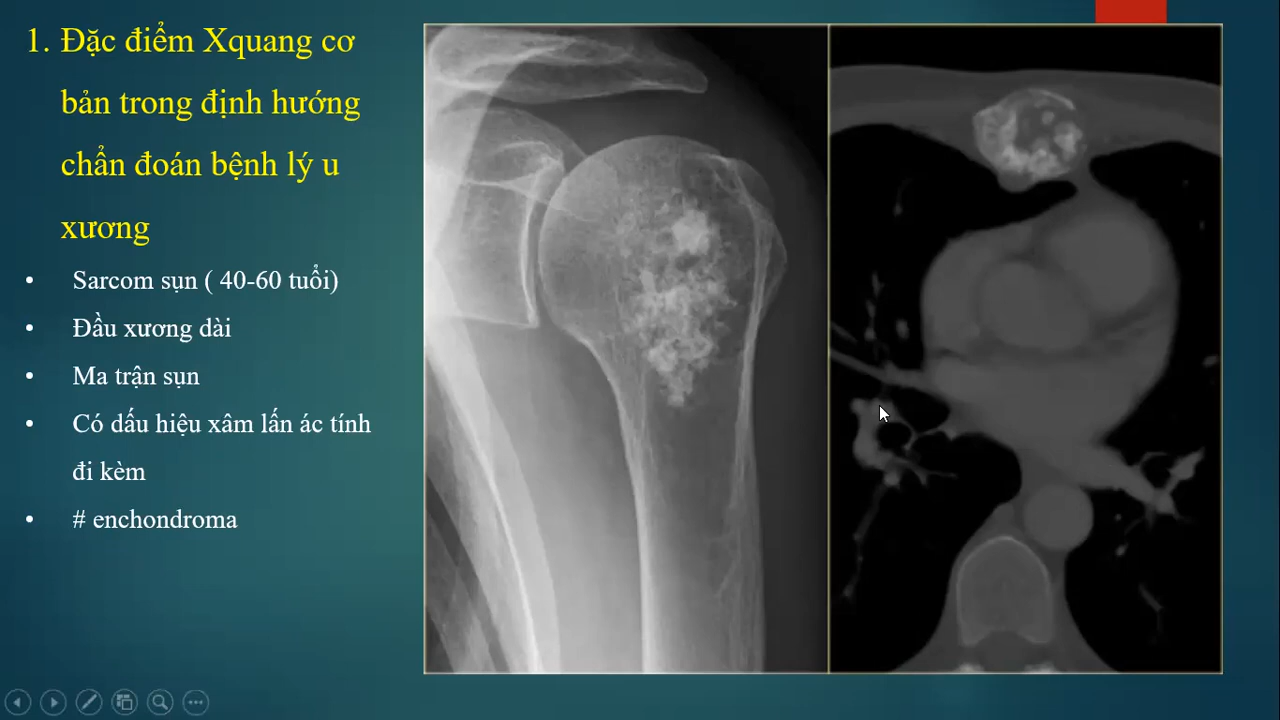 1. Đặc điểm Xquang cơ
bản trong định hướng
chẩn đoán bệnh lý u
xương
• Sarcom sụn ( 40-60 tuổi)
• Đầu xương dài
• Ma trận sụn
• Có dấu hiệu xâm lấn ác tính
đi kèm
• # enchondroma